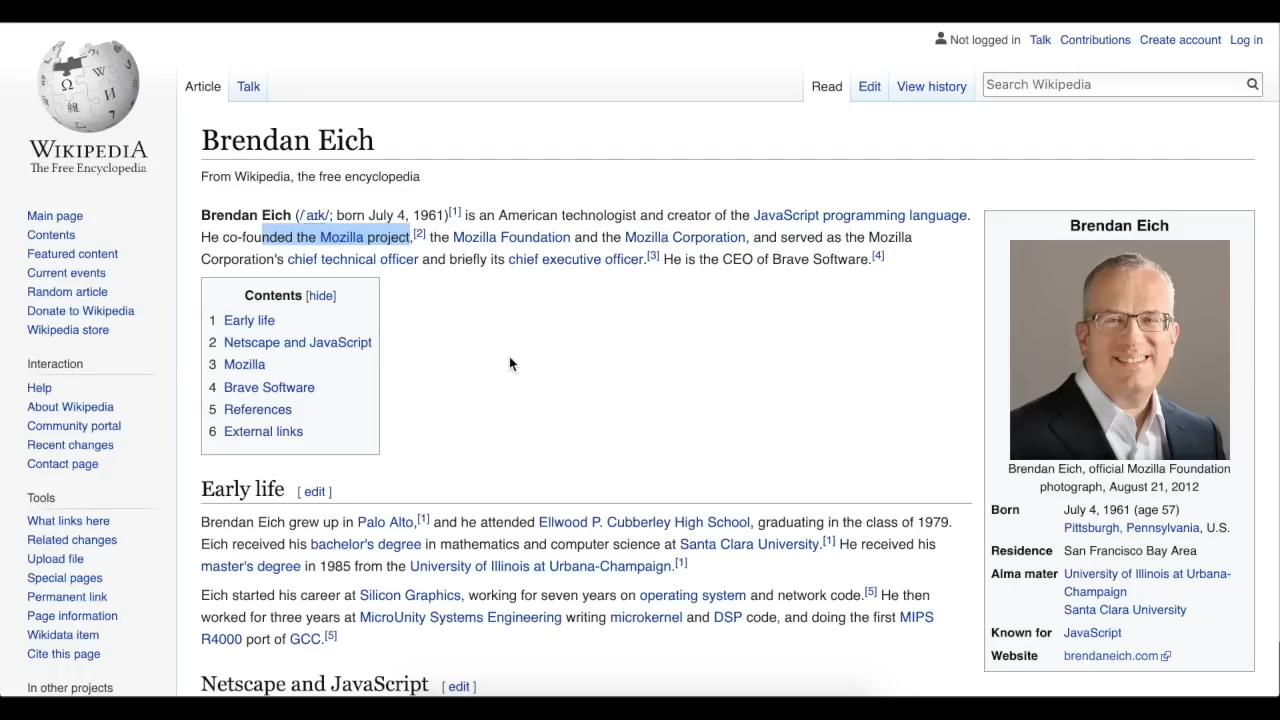 Not logged in Talk Contributions Create account Log in
Article Talk Read Edit View history Search Wikipedia
WIKIPEDIA
The Free Encyclopedia
Main page
Contents
Featured content
Current events
Random article
Donate to Wikipedia
Wikipedia store
Interaction
Help
About Wikipedia
Community portal
Recent changes
Contact page
Tools
What links here
Related changes
Upload file
Special pages
Permanent link
Page information
Wikidata item
Cite this page
In other projects
Brendan Eich
From Wikipedia, the free encyclopedia
Brendan Eich (/ˈaɪk/; born July 4, 1961)[1] is an American technologist and creator of the JavaScript programming language.
He co-founded the Mozilla project,[2] the Mozilla Foundation and the Mozilla Corporation, and served as the Mozilla
Corporation's chief technical officer and briefly its chief executive officer.[3] He is the CEO of Brave Software.[4]
Contents [hide]
1 Early life
2 Netscape and JavaScript
3 Mozilla
4 Brave Software
5 References
6 External links
Early life [ edit ]
Brendan Eich grew up in Palo Alto,[1] and he attended Ellwood P. Cubberley High School, graduating in the class of 1979.
Eich received his bachelor's degree in mathematics and computer science at Santa Clara University.[1] He received his
master's degree in 1985 from the University of Illinois at Urbana-Champaign.[1]
Eich started his career at Silicon Graphics, working for seven years on operating system and network code.[5] He then
worked for three years at MicroUnity Systems Engineering writing microkernel and DSP code, and doing the first MIPS
R4000 port of GCC.[5]
Netscape and JavaScript [ edit ]
Brendan Eich
Brendan Eich, official Mozilla Foundation
photograph, August 21, 2012
Born July 4, 1961 (age 57)
Pittsburgh, Pennsylvania, U.S.
Residence San Francisco Bay Area
Alma mater University of Illinois at Urbana-
Champaign
Santa Clara University
Known for JavaScript
Website brendaneich.com